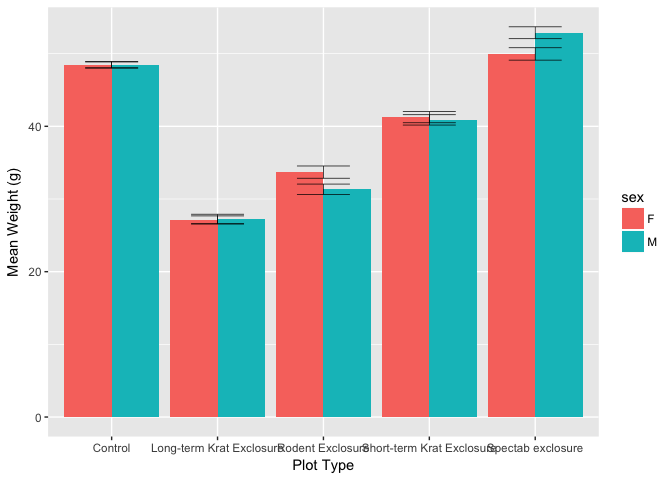 Mean Weight (g)
40
20
0
Control Long-term Krat Exclosure Rodent Exclosure Short-term Krat Exclosure Spectab exclosure
Plot Type
sex
F
M